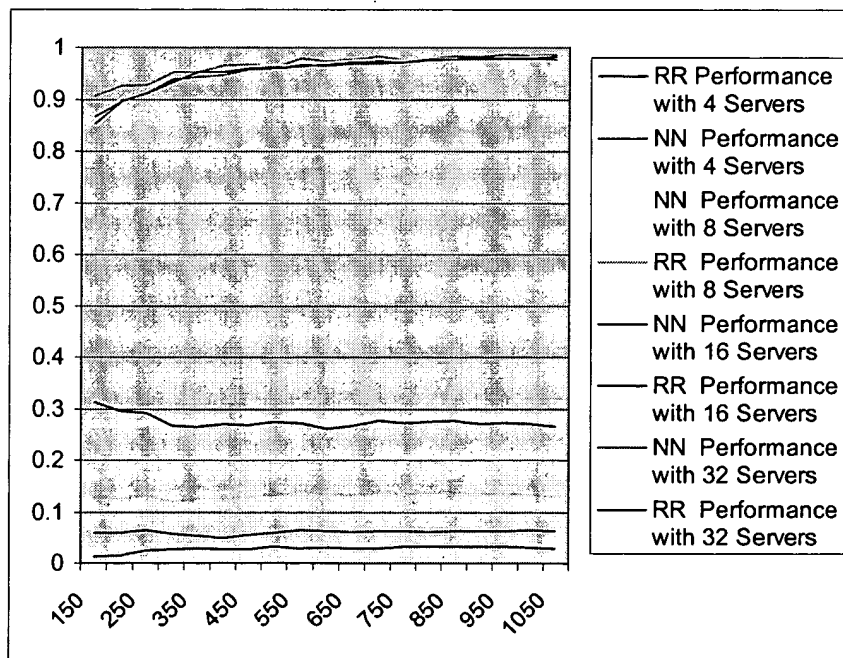 1
0.9
0.8
0.7
0.6
0.5
0.4
0.3
0.2
0.1
0
150
250
350
450
550
650
750
850
950
1050
RR Performance
with 4 Servers
NN Performance
with 4 Servers
NN Performance
with 8 Servers
RR Performance
with 8 Servers
NN Performance
with 16 Servers
RR Performance
with 16 Servers
NN Performance
with 32 Servers
RR Performance
with 32 Servers